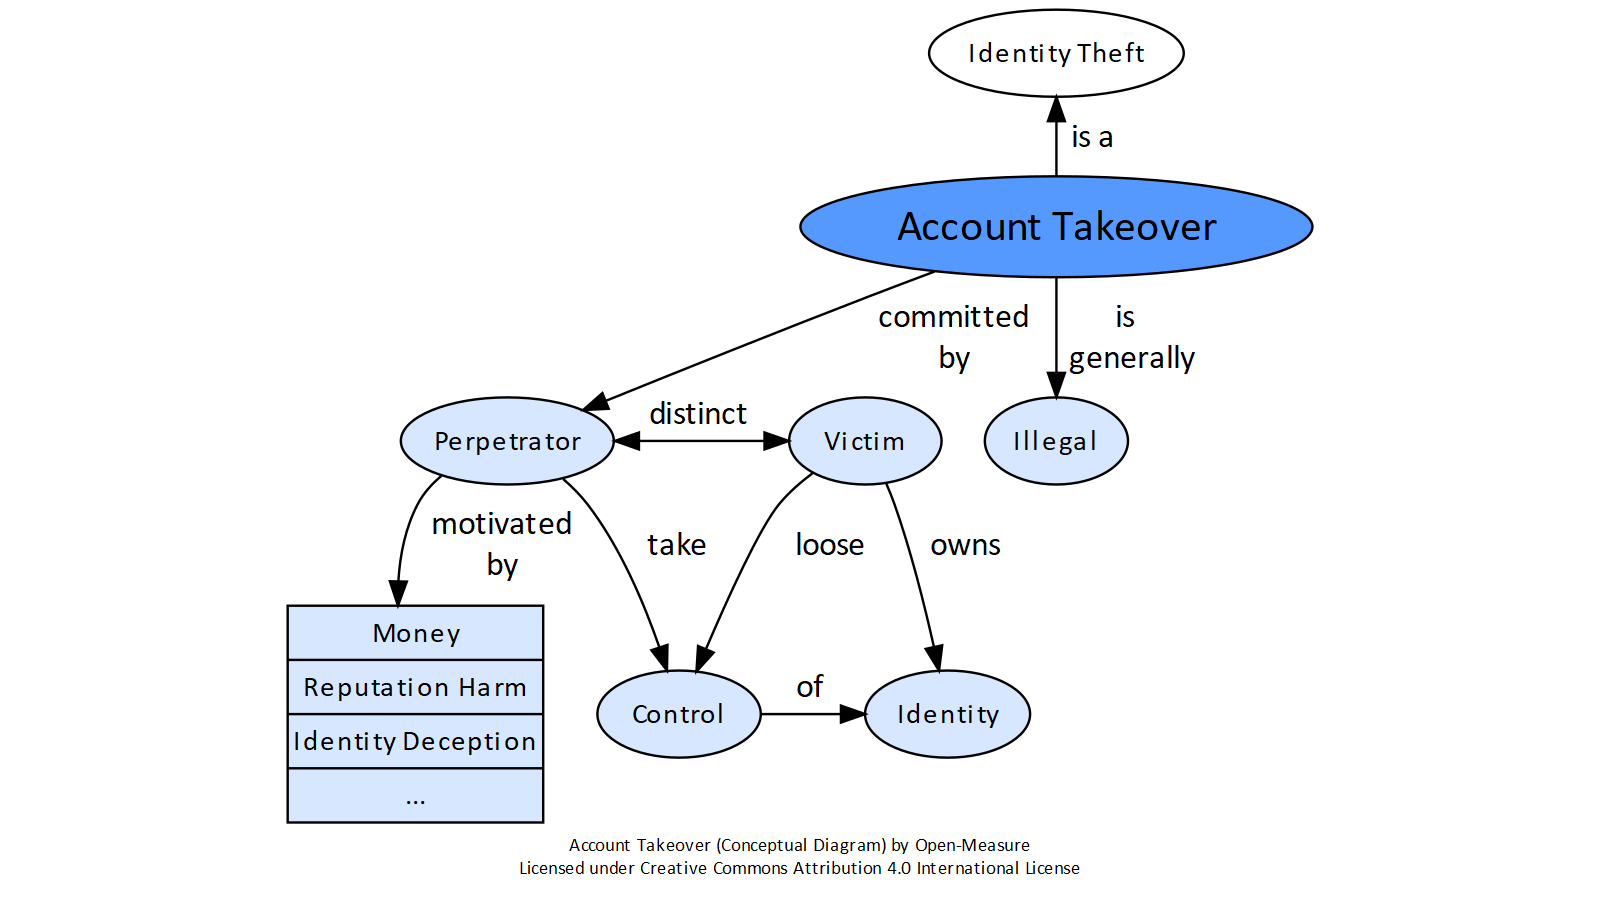 Identity Theft
is a
Account Takeover
committed
by
is
generally
distinct
Perpetrator
Victim
Illegal
motivated
by
take
loose
owns
Money
Reputation Harm
Identity Deception
...
Control
of
Identity
Account Takeover (Conceptual Diagram) by Open-Measure
Licensed under Creative Commons Attribution 4.0 International License